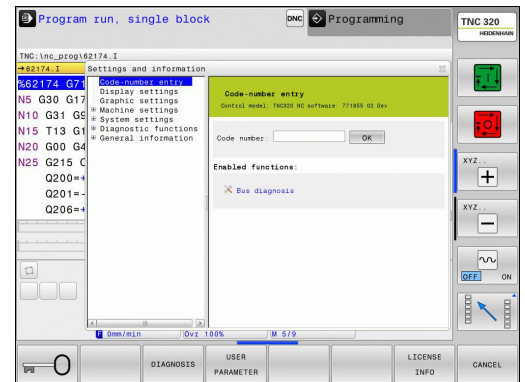 Program run, single block
DNC
Programming
TNC 320
HEIDENHAIN
TNC:\nc_prog\62174.I
→62174.I
Settings and information
%62174 G71
N5 G30 G17
N10 G31 G9
N15 T13 G1
N20 G00 G4
N25 G215 C
Q200=+
Q201=-
Q206=+
Code-number entry
Display settings
Graphic settings
Machine settings
System settings
Diagnostic functions
General information
Code-number entry
Control model: TNC320 NC software: 771855 02 Dev
Code number:
OK
Enabled functions:
Bus diagnosis
XYZ..
+
XYZ..
−
OFF ON
F 0mm/min
Ovr 100%
M 5/9
DIAGNOSIS
USER
PARAMETER
LICENSE
INFO
CANCEL